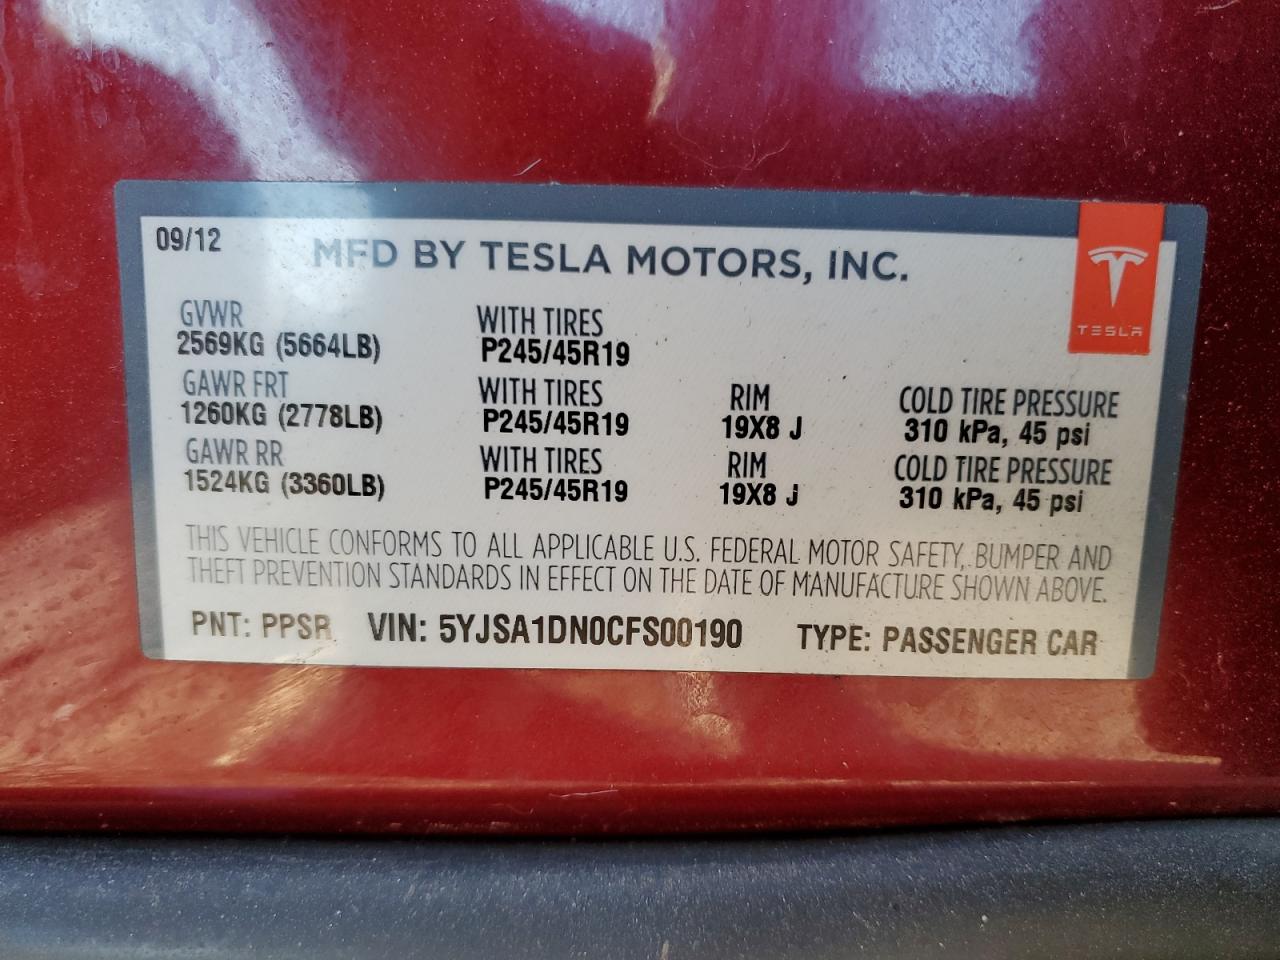 09/12 MFD BY TESLA MOTORS, INC.
TESLA
GVWR WITH TIRES
2569KG (5664LB) P245/45R19
GAWR FRT WITH TIRES RIM COLD TIRE PRESSURE
1260KG (2778LB) P245/45R19 19X8 J 310 kPa, 45 psi
GAWR RR WITH TIRES RIM COLD TIRE PRESSURE
1524KG (3360LB) P245/45R19 19X8 J 310 kPa, 45 psi
THIS VEHICLE CONFORMS TO ALL APPLICABLE U.S. FEDERAL MOTOR SAFETY, BUMPER AND
THEFT PREVENTION STANDARDS IN EFFECT ON THE DATE OF MANUFACTURE SHOWN ABOVE.
PNT: PPSR VIN: 5YJSA1DN0CFS00190 TYPE: PASSENGER CAR